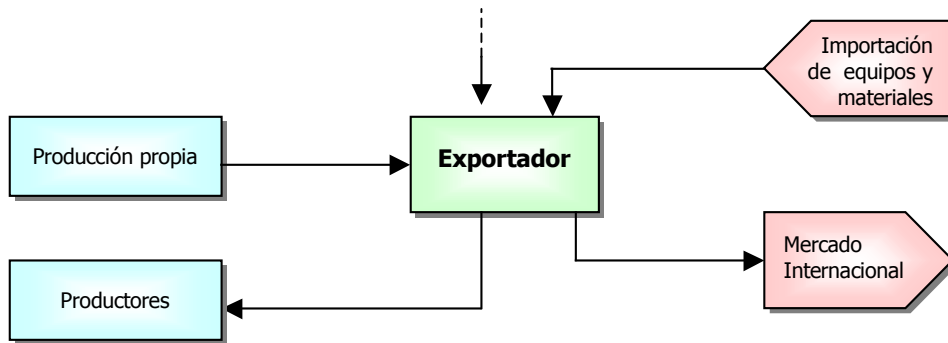 Importación
de equipos y
materiales
Producción propia
Exportador
Mercado
Internacional
Productores